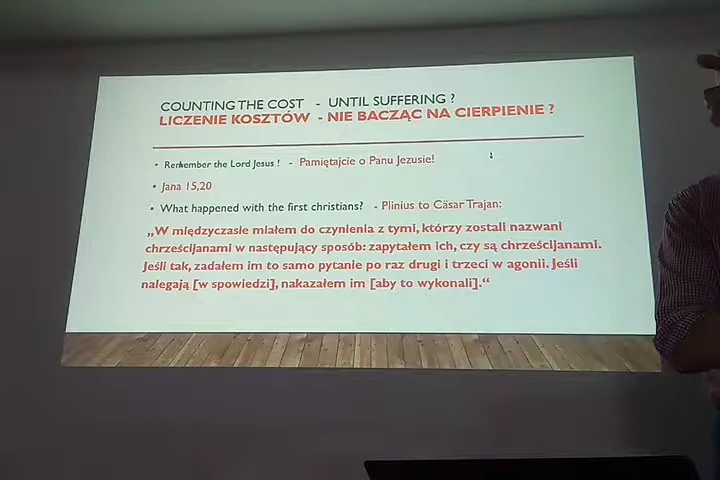 COUNTING THE COST - UNTIL SUFFERING ?
LICZENIE KOSZTÓW - NIE BACZĄC NA CIERPIENIE ?
• Remember the Lord Jesus ! - Pamiętajcie o Panu Jezusie!
• Jana 15,20
• What happened with the first christians? - Plinius to Cäsar Trajan:
„W międzyczasie miałem do czynienia z tymi, którzy zostali nazwani
chrześcijanami w następujący sposób: zapytałem ich, czy są chrześcijanami.
Jeśli tak, zadałem im to samo pytanie po raz drugi i trzeci w agonii. Jeśli
nalegają [w spowiedzi], nakazałem im [aby to wykonali].“